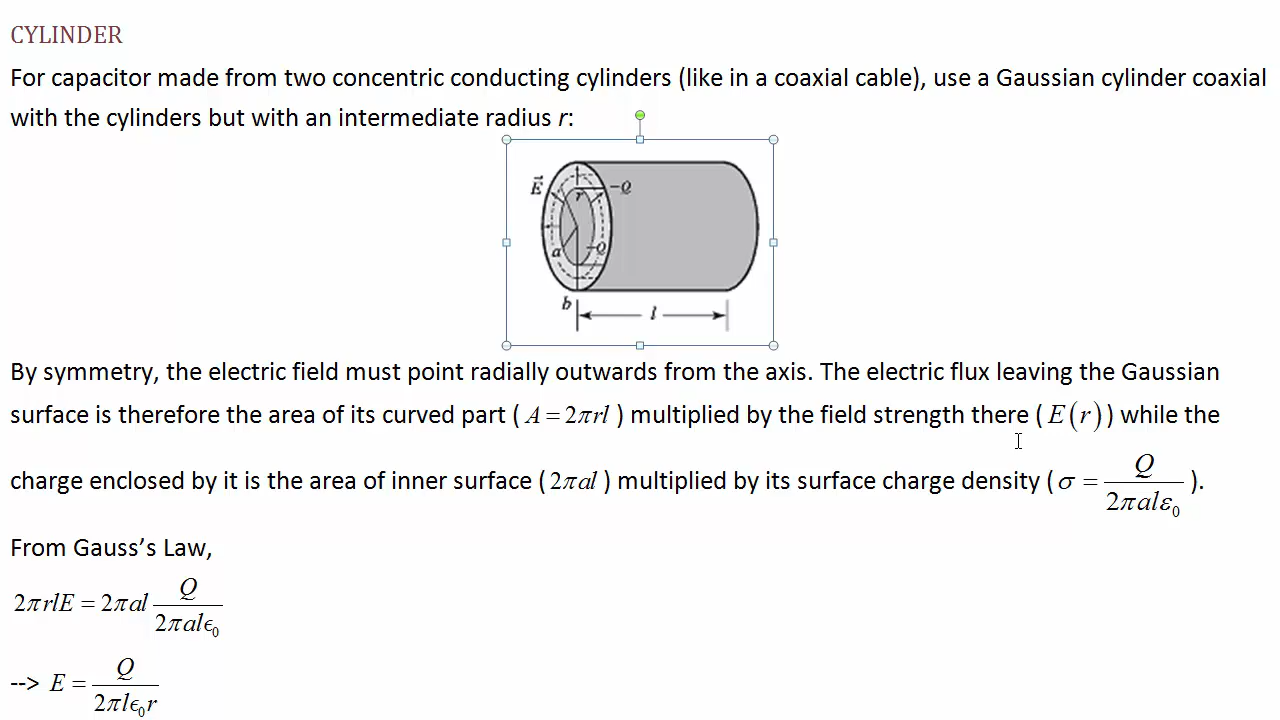 CYLINDER
For capacitor made from two concentric conducting cylinders (like in a coaxial cable), use a Gaussian cylinder coaxial
with the cylinders but with an intermediate radius r:
E⃗
r
−Q
a
Q
b
l
By symmetry, the electric field must point radially outwards from the axis. The electric flux leaving the Gaussian
surface is therefore the area of its curved part ( A = 2πrl ) multiplied by the field strength there ( E(r) ) while the
charge enclosed by it is the area of inner surface ( 2πal ) multiplied by its surface charge density ( σ = Q / 2πalε₀ ).
From Gauss’s Law,
2πrlE = 2πal Q / 2πalϵ₀
--> E = Q / 2πlϵ₀r